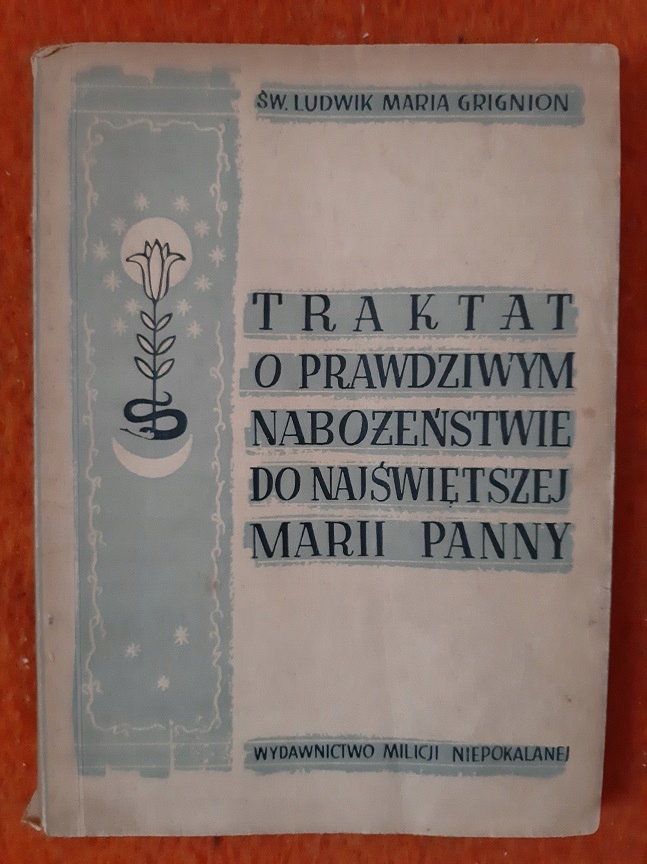 ŚW. LUDWIK MARIA GRIGNION
TRAKTAT
O PRAWDZIWYM
NABOŻEŃSTWIE
DO NAJŚWIĘTSZEJ
MARII PANNY
WYDAWNICTWO MILICJI NIEPOKALANEJ